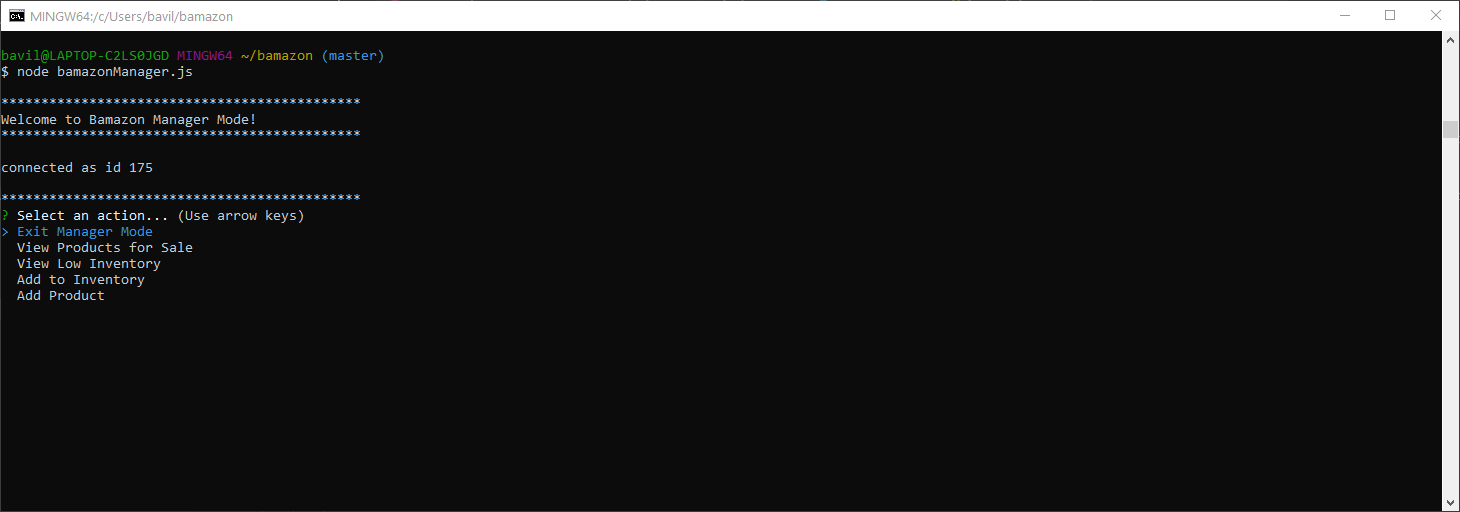 MINGW64:/c/Users/bavil/bamazon
bavil@LAPTOP-C2LS0JGD MINGW64 ~/bamazon (master)
$ node bamazonManager.js
*********************************************
Welcome to Bamazon Manager Mode!
*********************************************
connected as id 175
*********************************************
? Select an action... (Use arrow keys)
> Exit Manager Mode
View Products for Sale
View Low Inventory
Add to Inventory
Add Product